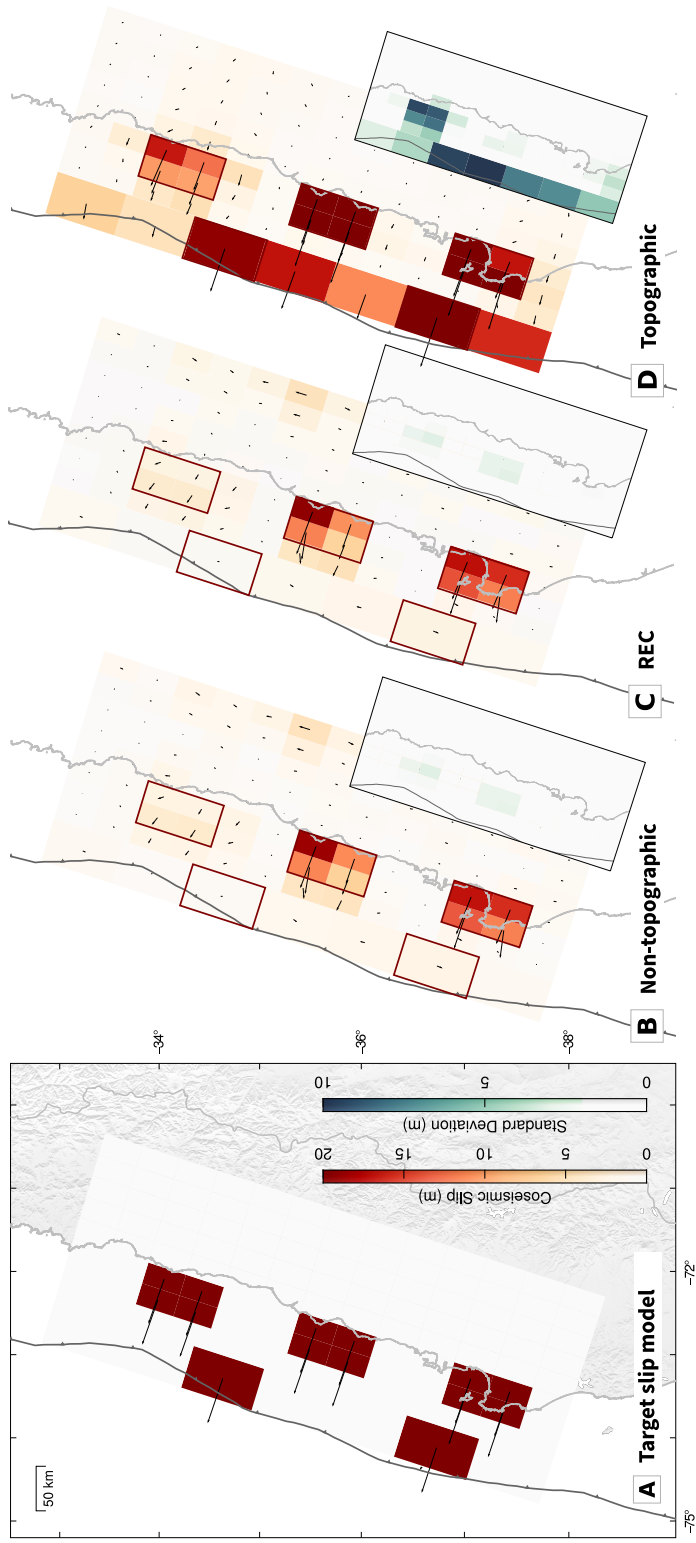 50 km
A Target slip model
-75°
-72°
-34°
-36°
-38°
Coseismic Slip (m)
0
5
10
15
20
Standard Deviation (m)
0
5
10
B Non-topographic
C REC
D Topographic